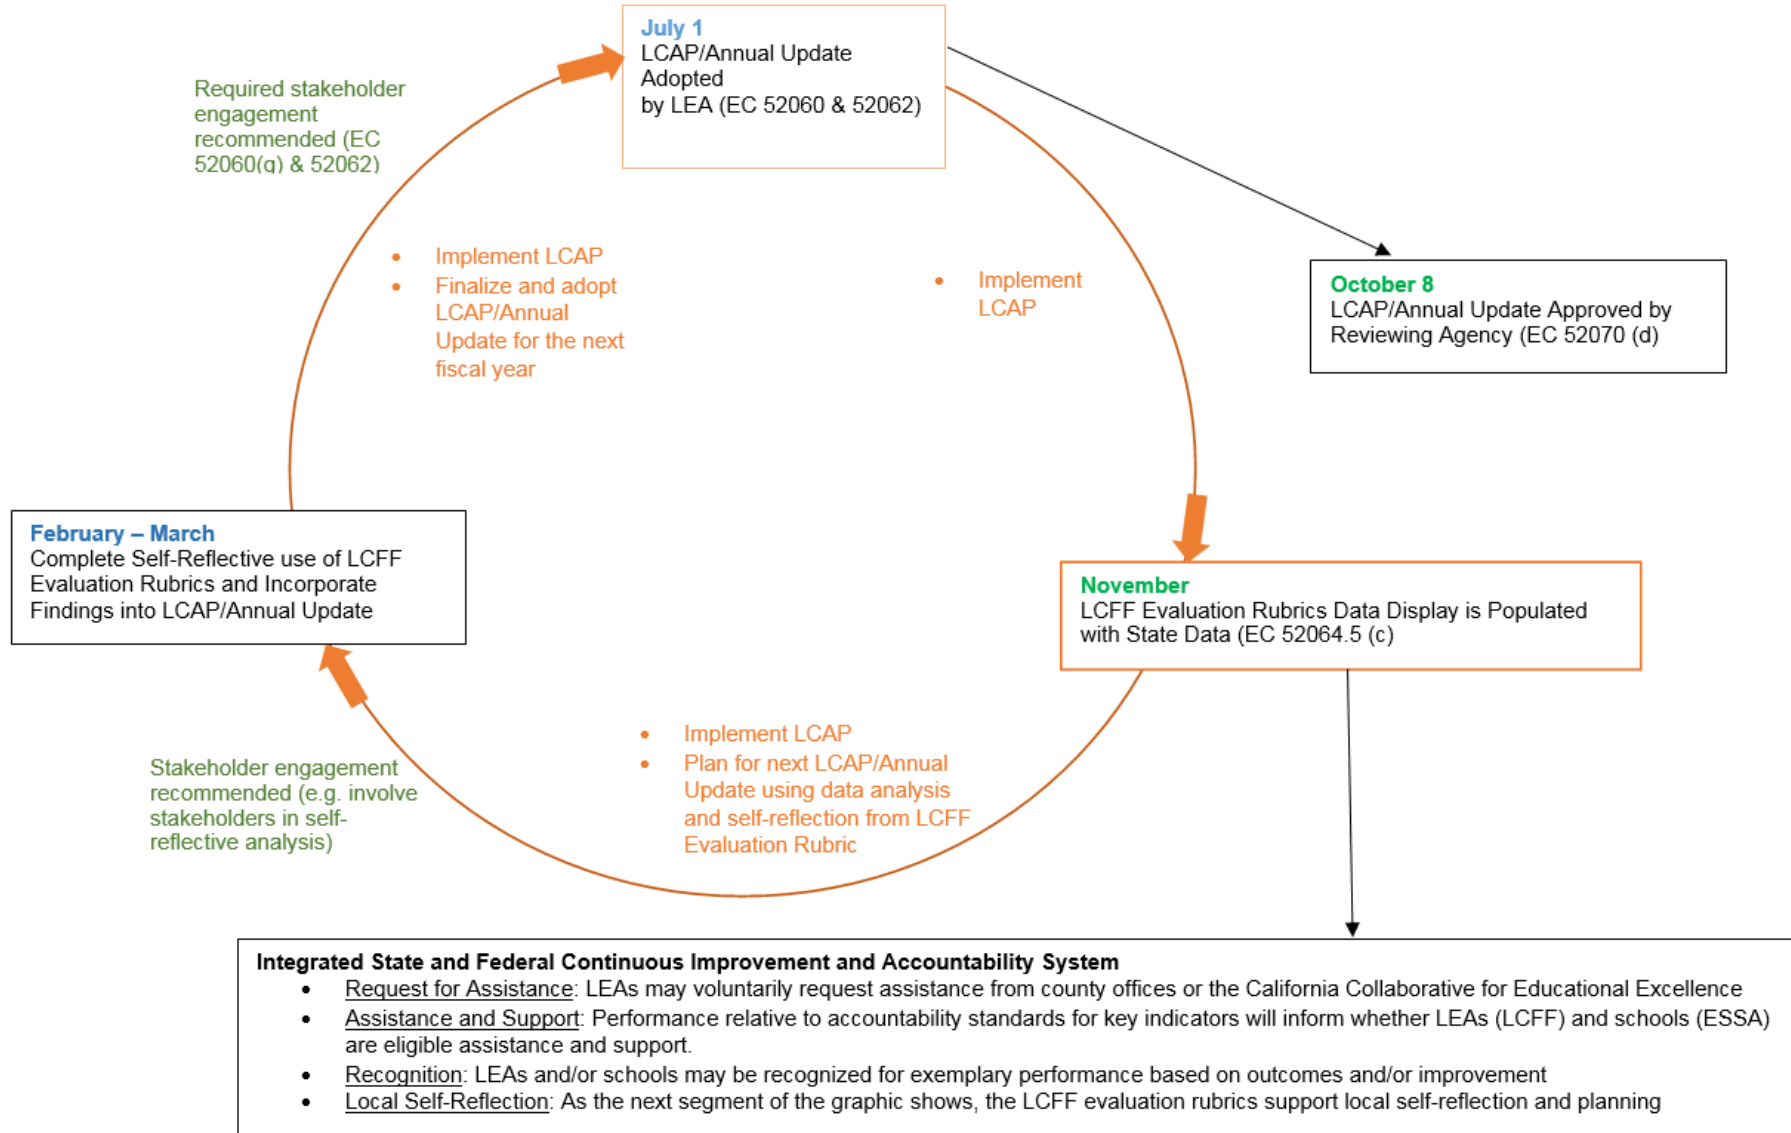 July 1
LCAP/Annual Update
Adopted
by LEA (EC 52060 & 52062)
Required stakeholder
engagement
recommended (EC
52060(g) & 52062)
• Implement LCAP
• Finalize and adopt
LCAP/Annual
Update for the next
fiscal year
• Implement
LCAP
October 8
LCAP/Annual Update Approved by
Reviewing Agency (EC 52070 (d)
February – March
Complete Self-Reflective use of LCFF
Evaluation Rubrics and Incorporate
Findings into LCAP/Annual Update
November
LCFF Evaluation Rubrics Data Display is Populated
with State Data (EC 52064.5 (c)
Stakeholder engagement
recommended (e.g. involve
stakeholders in self-
reflective analysis)
• Implement LCAP
• Plan for next LCAP/Annual
Update using data analysis
and self-reflection from LCFF
Evaluation Rubric
Integrated State and Federal Continuous Improvement and Accountability System
• Request for Assistance: LEAs may voluntarily request assistance from county offices or the California Collaborative for Educational Excellence
• Assistance and Support: Performance relative to accountability standards for key indicators will inform whether LEAs (LCFF) and schools (ESSA)
are eligible assistance and support.
• Recognition: LEAs and/or schools may be recognized for exemplary performance based on outcomes and/or improvement
• Local Self-Reflection: As the next segment of the graphic shows, the LCFF evaluation rubrics support local self-reflection and planning